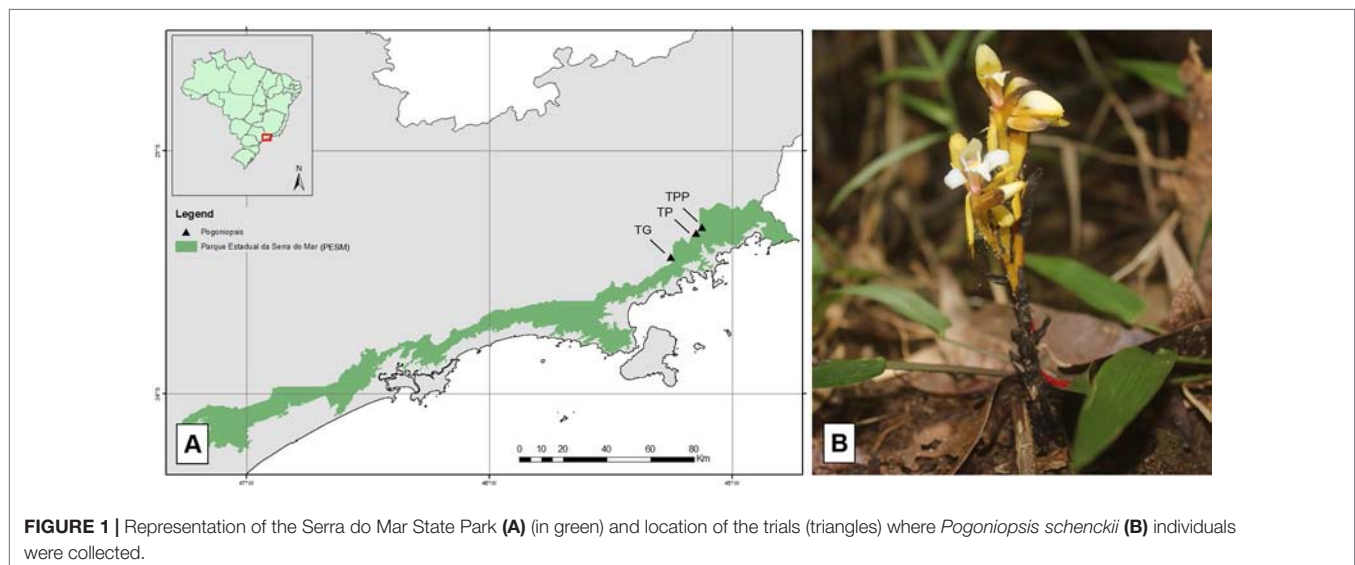 N
Legend
Pogoniopsis
Parque Estadual da Serra do Mar (PESM)
TPP
TP
TG
24°S
A
0 10 20 40 60 80
Km
47°W
46°W
45°W
B
FIGURE 1 | Representation of the Serra do Mar State Park (A) (in green) and location of the trials (triangles) where Pogoniopsis schenckii (B) individuals
were collected.